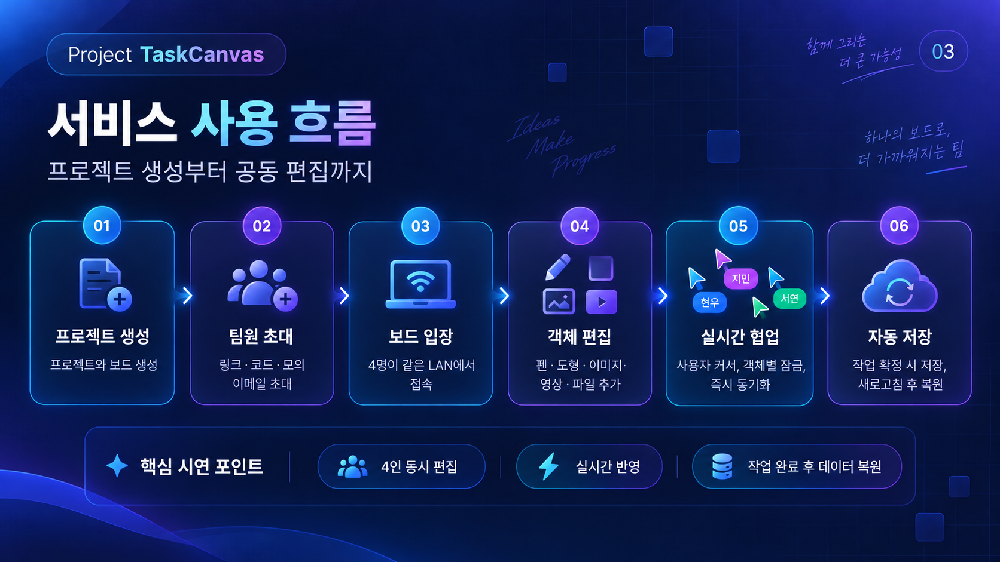 Project TaskCanvas
함께 그리는
더 큰 가능성
03
서비스 사용 흐름
프로젝트 생성부터 공동 편집까지
Ideas
Make
Progress
하나의 보드로,
더 가까워지는 팀
01
프로젝트 생성
프로젝트와 보드 생성
02
팀원 초대
링크 · 코드 · 모의
이메일 초대
03
보드 입장
4명이 같은 LAN에서
접속
04
객체 편집
펜 · 도형 · 이미지·
영상 · 파일 추가
05
지민
현우
서연
실시간 협업
사용자 커서, 객체별 잠금,
즉시 동기화
06
자동 저장
작업 확정 시 저장,
새로고침 후 복원
핵심 시연 포인트
4인 동시 편집
실시간 반영
작업 완료 후 데이터 복원